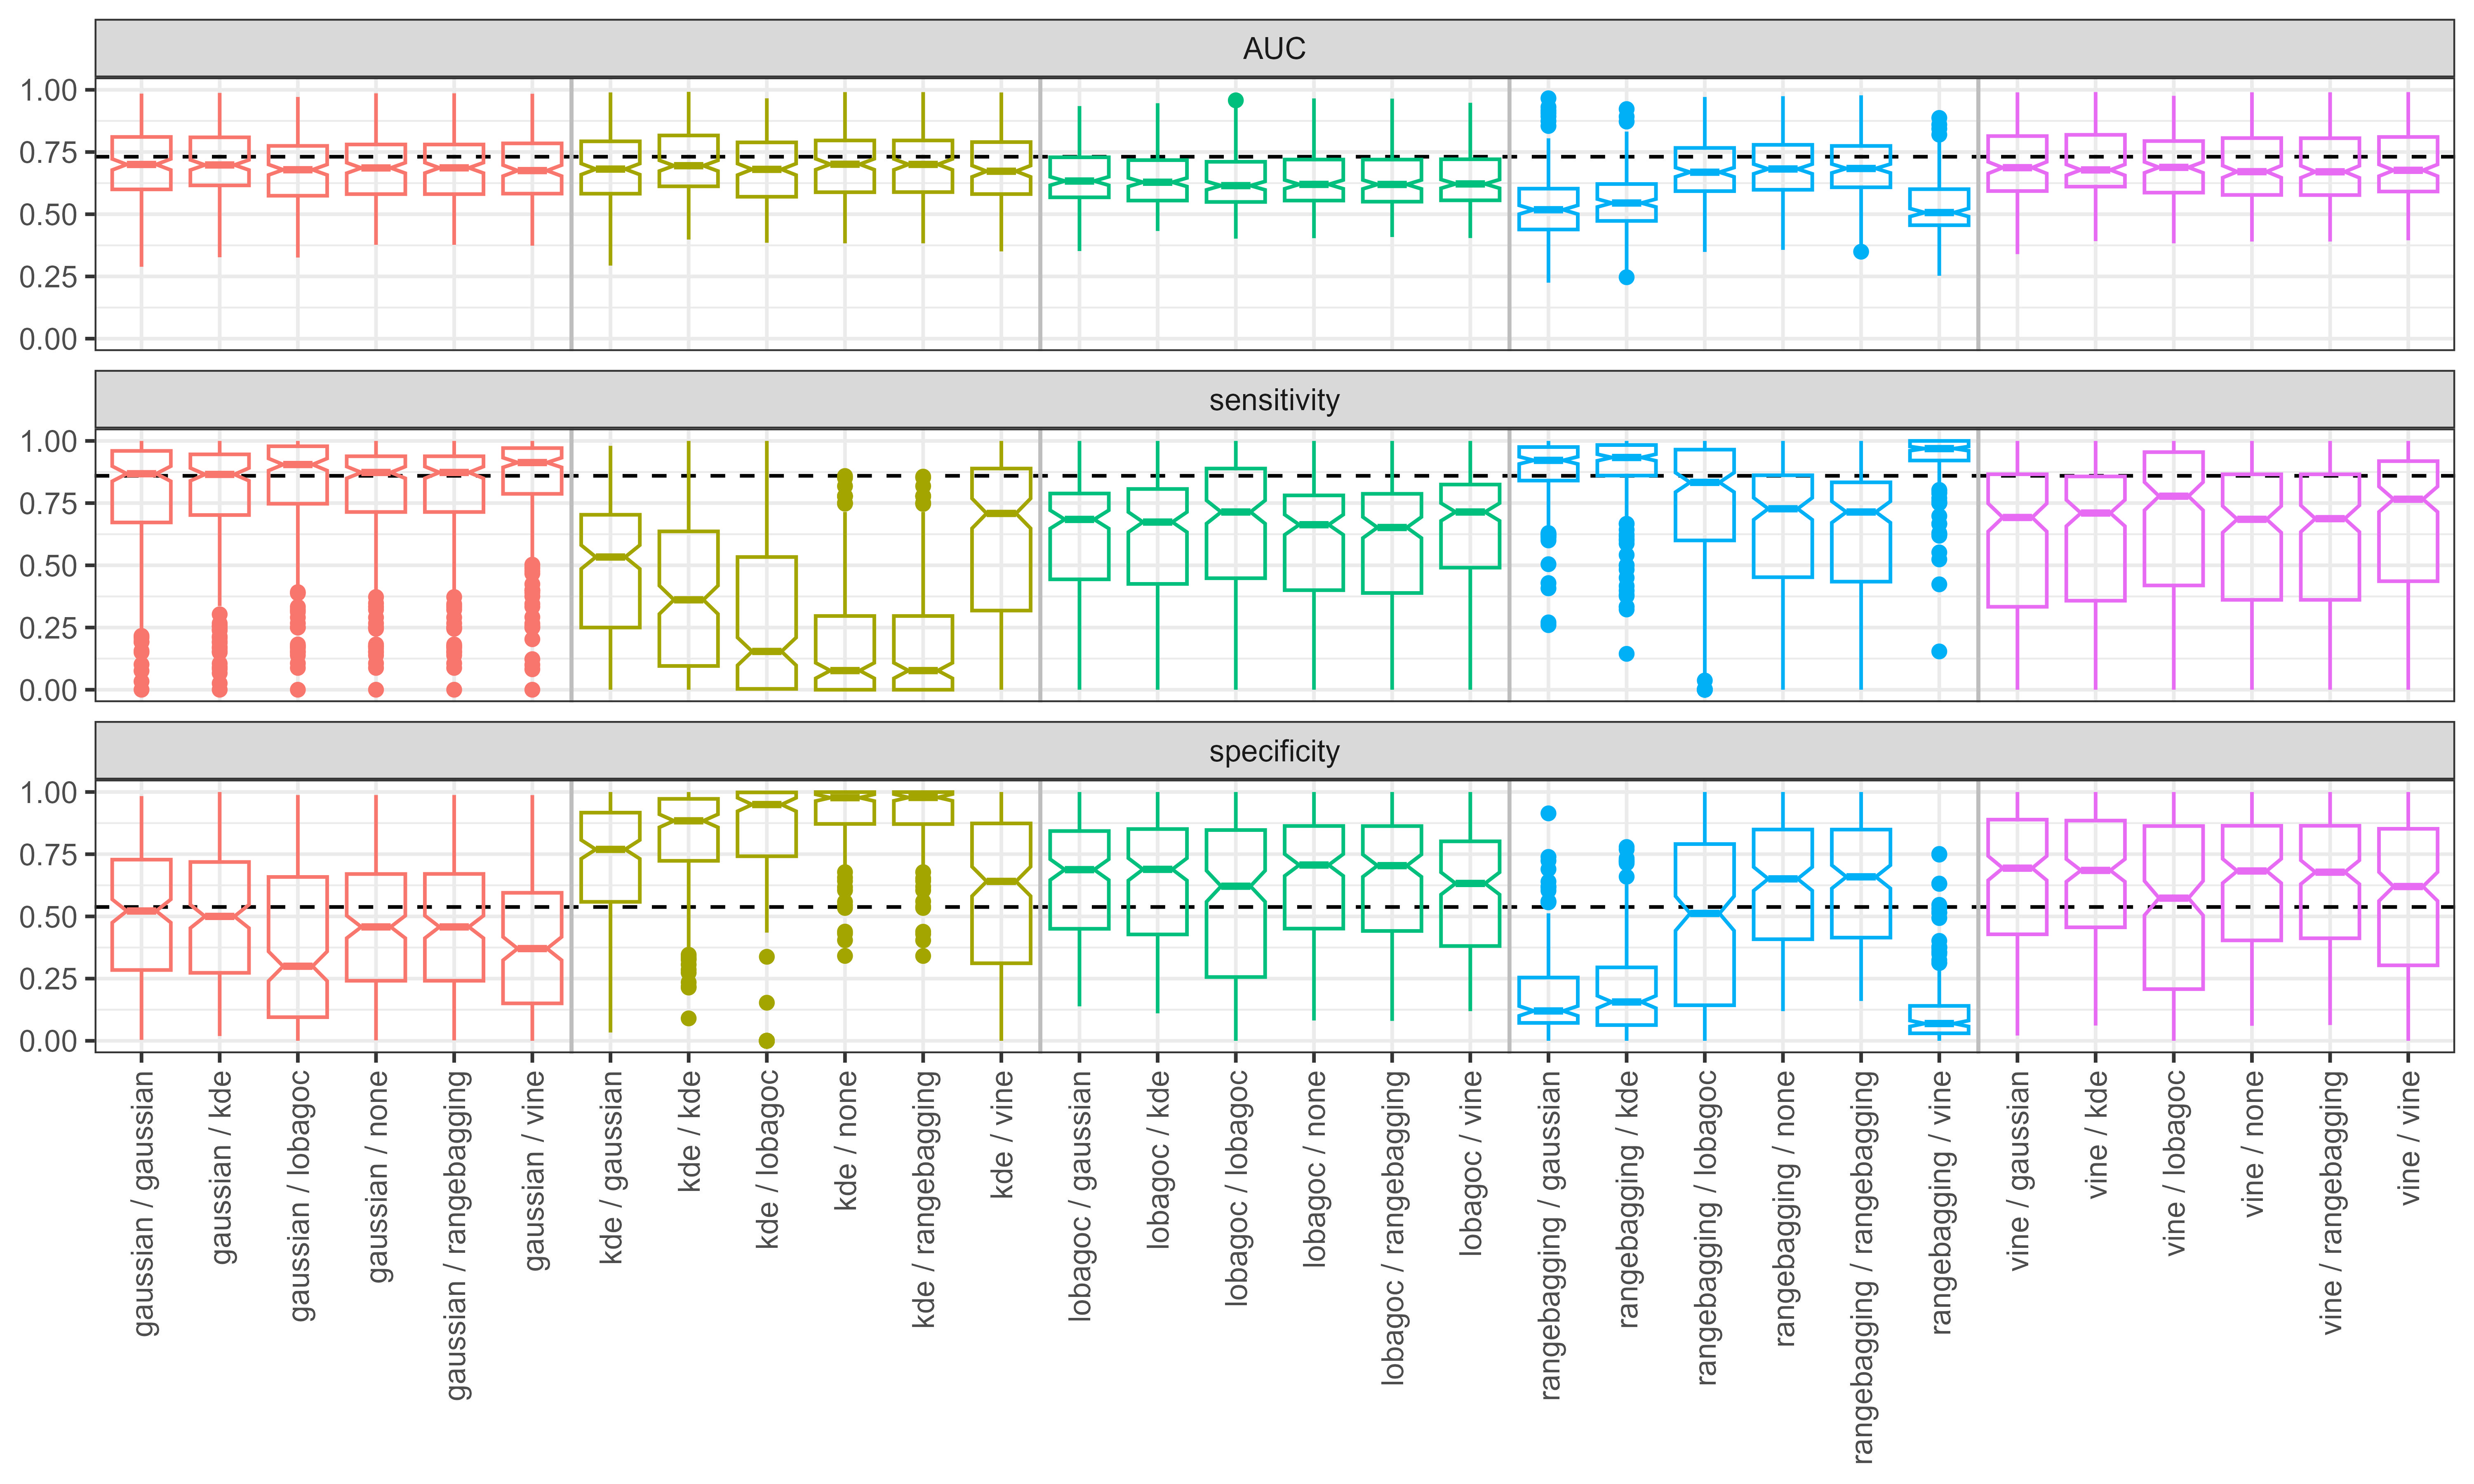 AUC
1.00
0.75
0.50
0.25
0.00
sensitivity
1.00
0.75
0.50
0.25
0.00
specificity
1.00
0.75
0.50
0.25
0.00
gaussian / gaussian
gaussian / kde
gaussian / lobagoc
gaussian / none
gaussian / rangebagging
gaussian / vine
kde / gaussian
kde / kde
kde / lobagoc
kde / none
kde / rangebagging
kde / vine
lobagoc / gaussian
lobagoc / kde
lobagoc / lobagoc
lobagoc / none
lobagoc / rangebagging
lobagoc / vine
rangebagging / gaussian
rangebagging / kde
rangebagging / lobagoc
rangebagging / none
rangebagging / rangebagging
rangebagging / vine
vine / gaussian
vine / kde
vine / lobagoc
vine / none
vine / rangebagging
vine / vine